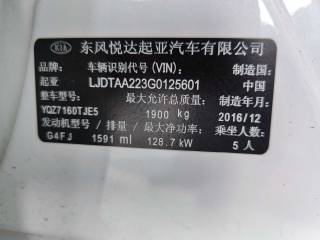 KIA 东风悦达起亚汽车有限公司
品牌: 车辆识别代号(VIN): 制造国:
起亚 LJDTAA223G0125601 中国
型号: 最大允许总质量: 制造年月:
YQZ7160TJE5 1900 kg 2016/12
发动机型号 / 排量 / 最大净功率: 乘坐人数:
G4FJ 1591 ml 128.7 kW 5 人